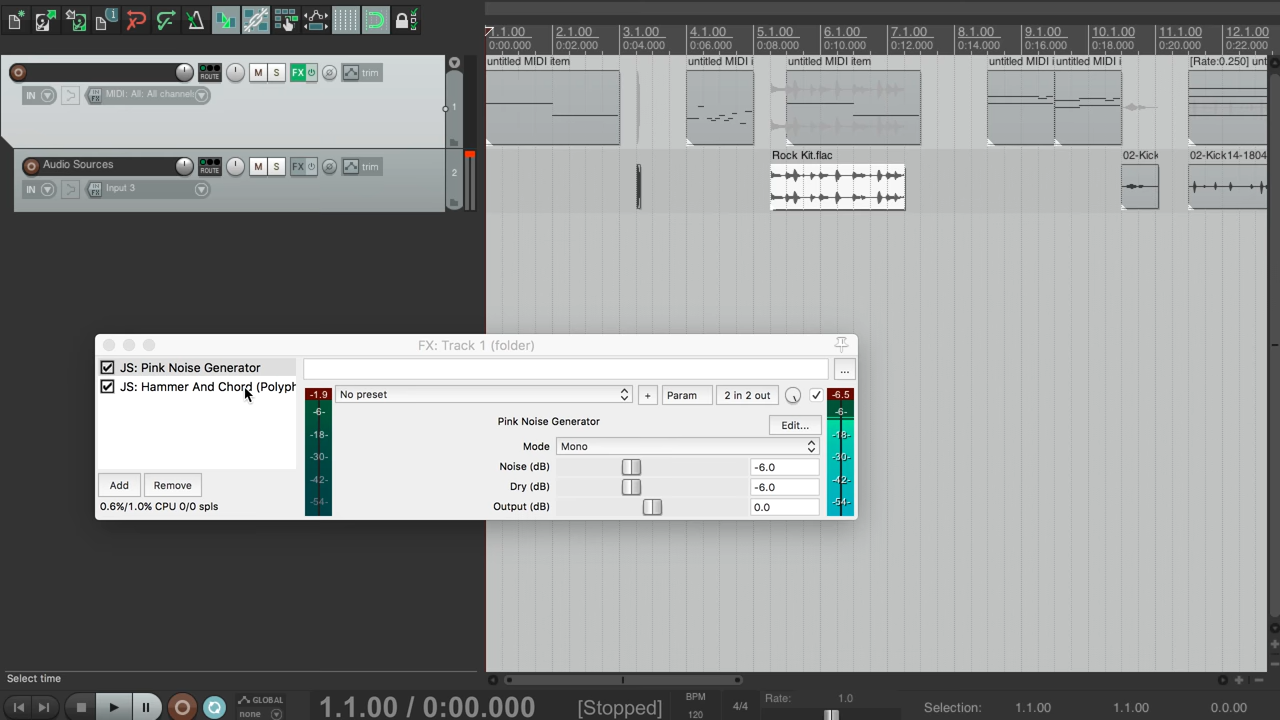 1.1.00 2.1.00 3.1.00 4.1.00 5.1.00 6.1.00 7.1.00 8.1.00 9.1.00 10.1.00 11.1.00 12.1.00
0:00.000 0:02.000 0:04.000 0:06.000 0:08.000 0:10.000 0:12.000 0:14.000 0:16.000 0:18.000 0:20.000 0:22.000
untitled MIDI item untitled MIDI i untitled MIDI item untitled MIDI i untitled MIDI i [Rate:0.250] unt
ROUTE M S FX trim
IN FX MIDI: All: All channels 1
Rock Kit.flac 02-Kick 02-Kick14-1804
Audio Sources ROUTE M S FX trim
IN FX Input 3 2
FX: Track 1 (folder)
JS: Pink Noise Generator
...
JS: Hammer And Chord (Polyph
-1.9 No preset + Param 2 in 2 out -6.5
-6- -6-
Pink Noise Generator
Edit...
-18- -18-
Mode Mono
-30- -30-
Noise (dB) -6.0
-42- -42-
Add Remove
Dry (dB) -6.0
-54- -54-
0.6%/1.0% CPU 0/0 spls
Output (dB) 0.0
Select time
GLOBAL
none
1.1.00 / 0:00.000 [Stopped]
BPM
120
4/4
Rate: 1.0
Selection: 1.1.00 1.1.00 0.0.00